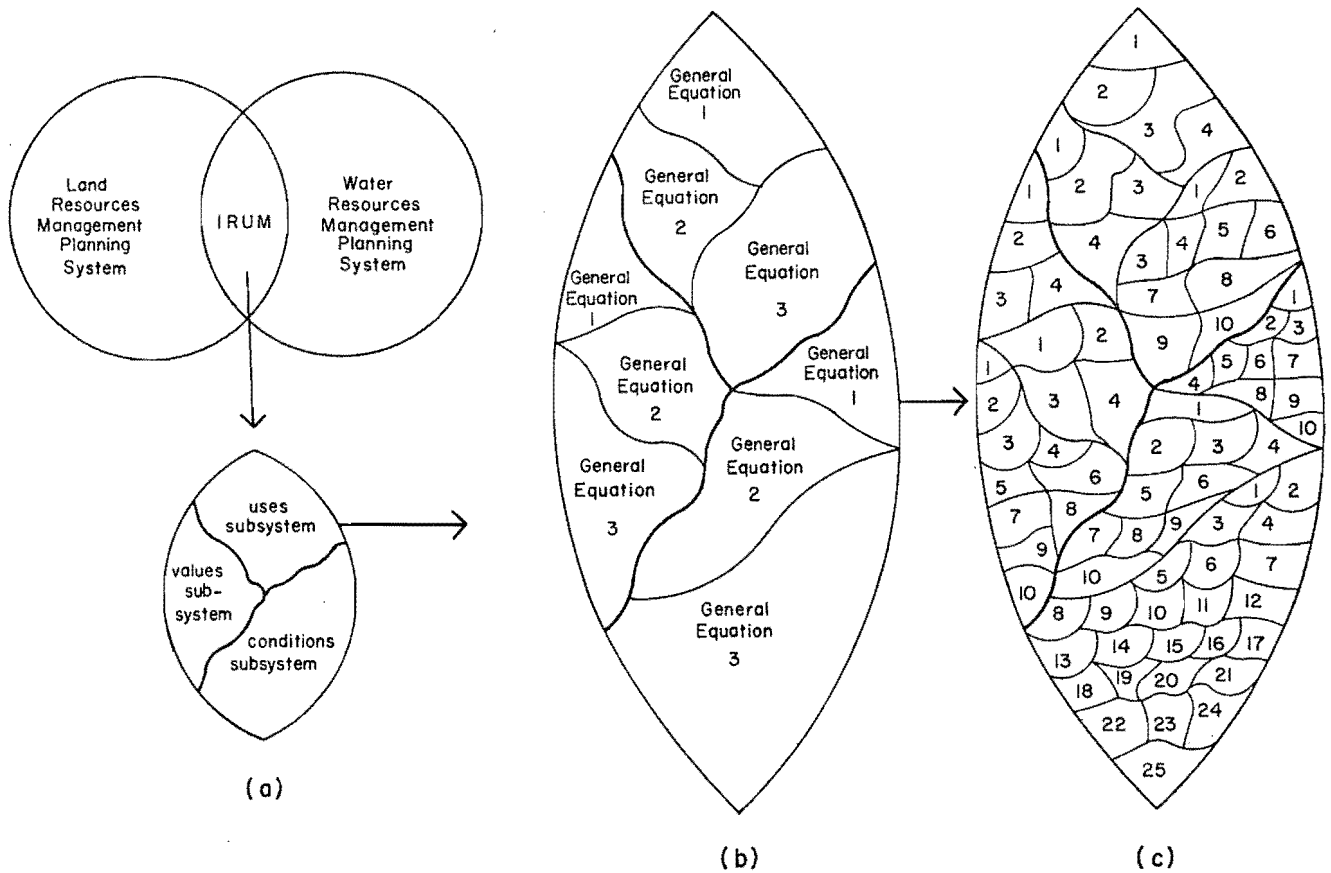 Land
Resources
Management
Planning
System
IRUM
Water
Resources
Management
Planning
System
uses
subsystem
values
sub-
system
conditions
subsystem
(a)
General
Equation
1
General
Equation
2
General
Equation
3
General
Equation
1
General
Equation
2
General
Equation
3
General
Equation
1
General
Equation
2
General
Equation
3
(b)
1
2
3
4
1
2
3
4
1
2
3
4
5
6
7
8
9
10
1
2
3
4
1
2
3
4
1
2
3
4
5
6
7
8
9
10
1
2
3
4
5
6
7
8
9
10
1
2
3
4
5
6
7
8
9
10
1
2
3
4
5
6
7
8
9
10
11
12
13
14
15
16
17
18
19
20
21
22
23
24
25
(c)